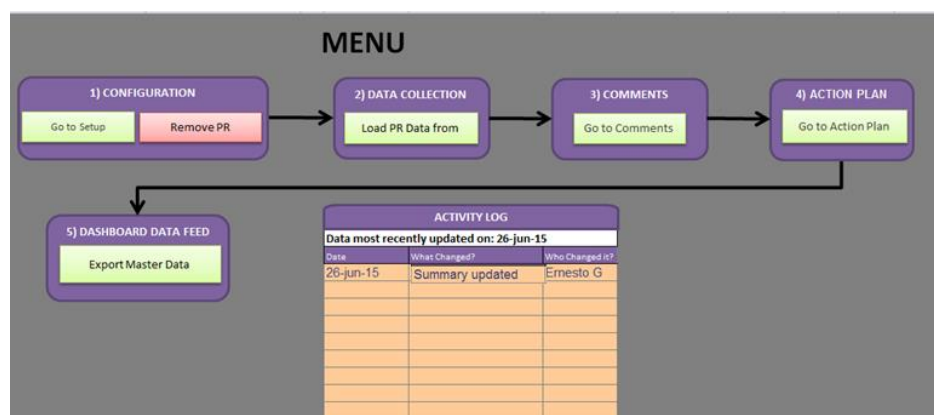 MENU
1) CONFIGURATION
Go to Setup
Remove PR
2) DATA COLLECTION
Load PR Data from
3) COMMENTS
Go to Comments
4) ACTION PLAN
Go to Action Plan
5) DASHBOARD DATA FEED
Export Master Data
ACTIVITY LOG
Data most recently updated on: 26-jun-15
Date What Changed? Who Changed it?
26-jun-15 Summary updated Ernesto G